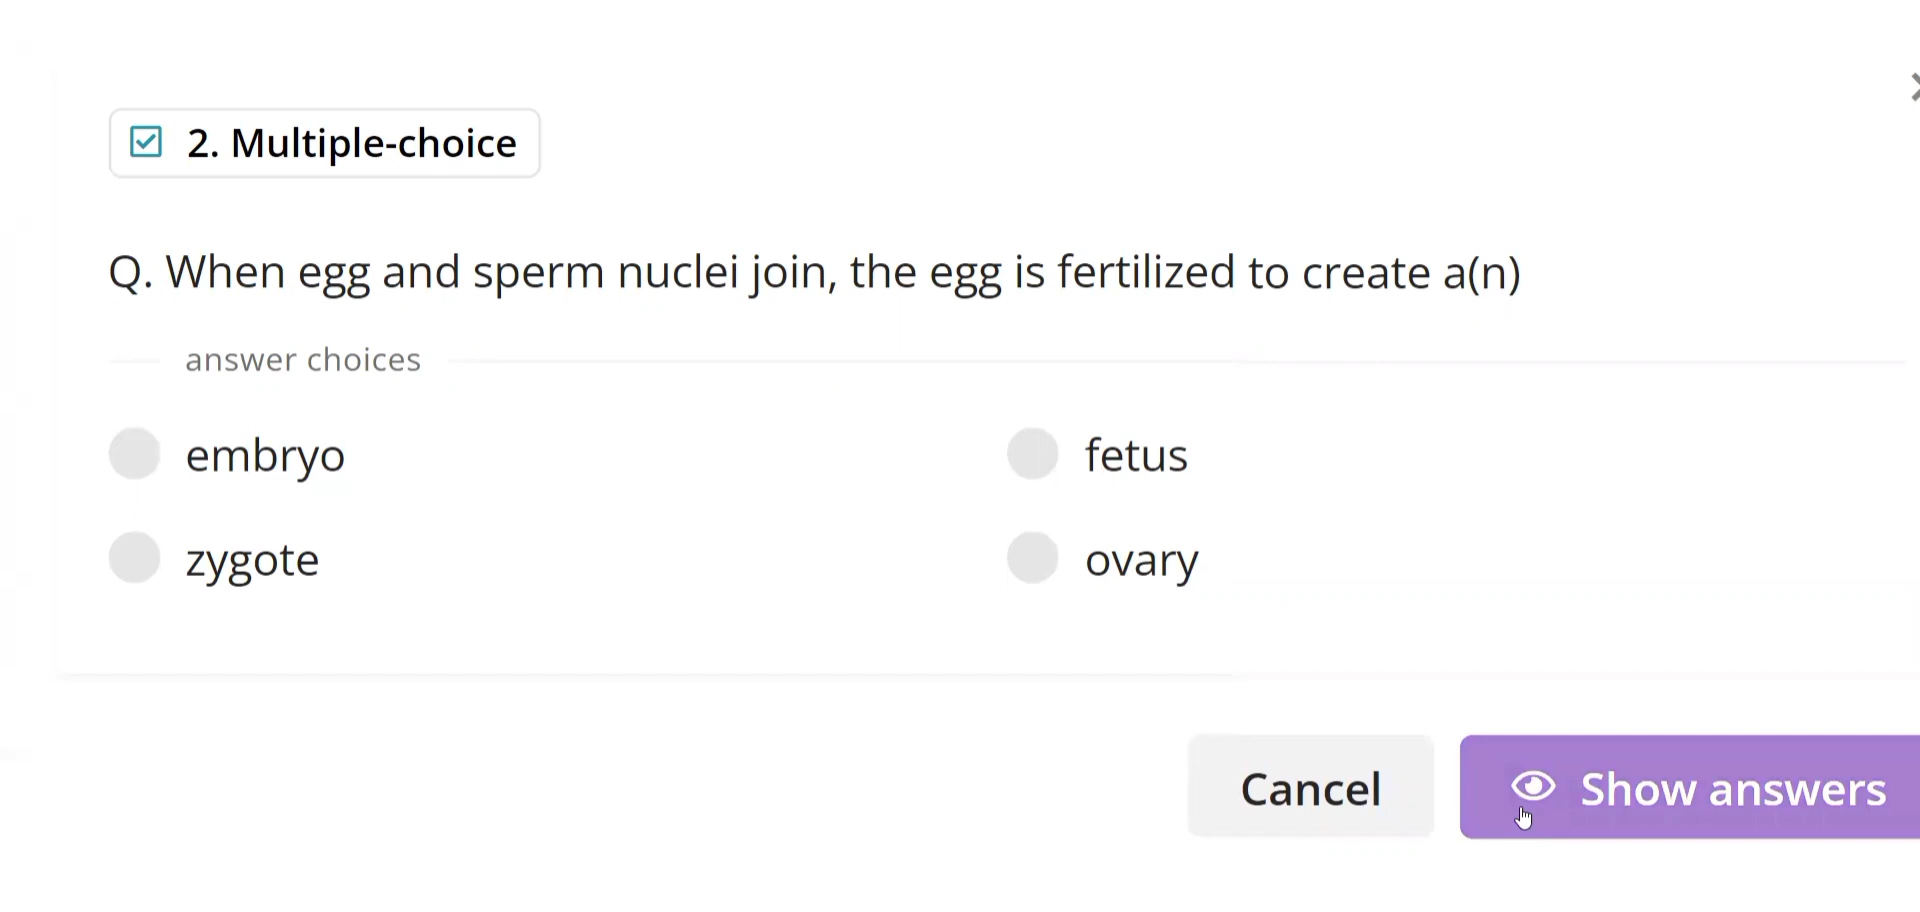 2. Multiple-choice
Q. When egg and sperm nuclei join, the egg is fertilized to create a(n)
answer choices
embryo
fetus
zygote
ovary
Cancel
Show answers